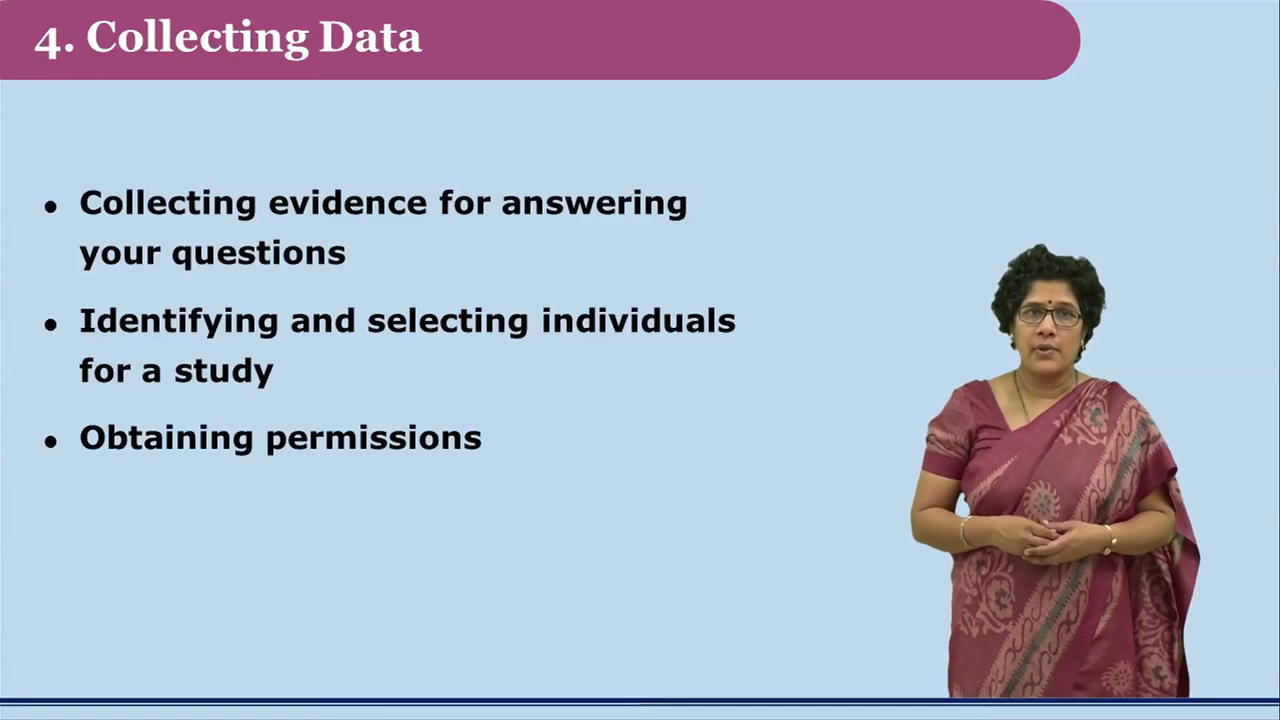 4. Collecting Data
• Collecting evidence for answering
your questions
• Identifying and selecting individuals
for a study
• Obtaining permissions